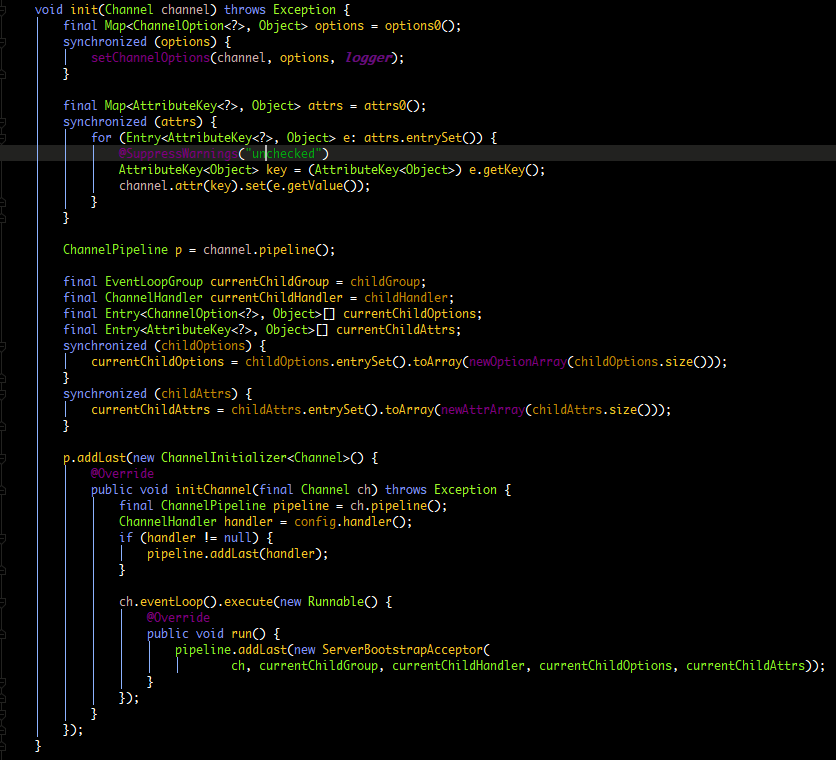 void init(Channel channel) throws Exception {
    final Map<ChannelOption<?>, Object> options = options0();
    synchronized (options) {
        setChannelOptions(channel, options, logger);
    }

    final Map<AttributeKey<?>, Object> attrs = attrs0();
    synchronized (attrs) {
        for (Entry<AttributeKey<?>, Object> e: attrs.entrySet()) {
            @SuppressWarnings("unchecked")
            AttributeKey<Object> key = (AttributeKey<Object>) e.getKey();
            channel.attr(key).set(e.getValue());
        }
    }

    ChannelPipeline p = channel.pipeline();

    final EventLoopGroup currentChildGroup = childGroup;
    final ChannelHandler currentChildHandler = childHandler;
    final Entry<ChannelOption<?>, Object>[] currentChildOptions;
    final Entry<AttributeKey<?>, Object>[] currentChildAttrs;
    synchronized (childOptions) {
        currentChildOptions = childOptions.entrySet().toArray(newOptionArray(childOptions.size()));
    }
    synchronized (childAttrs) {
        currentChildAttrs = childAttrs.entrySet().toArray(newAttrArray(childAttrs.size()));
    }

    p.addLast(new ChannelInitializer<Channel>() {
        @Override
        public void initChannel(final Channel ch) throws Exception {
            final ChannelPipeline pipeline = ch.pipeline();
            ChannelHandler handler = config.handler();
            if (handler != null) {
                pipeline.addLast(handler);
            }

            ch.eventLoop().execute(new Runnable() {
                @Override
                public void run() {
                    pipeline.addLast(new ServerBootstrapAcceptor(
                            ch, currentChildGroup, currentChildHandler, currentChildOptions, currentChildAttrs));
                }
            });
        }
    });
}